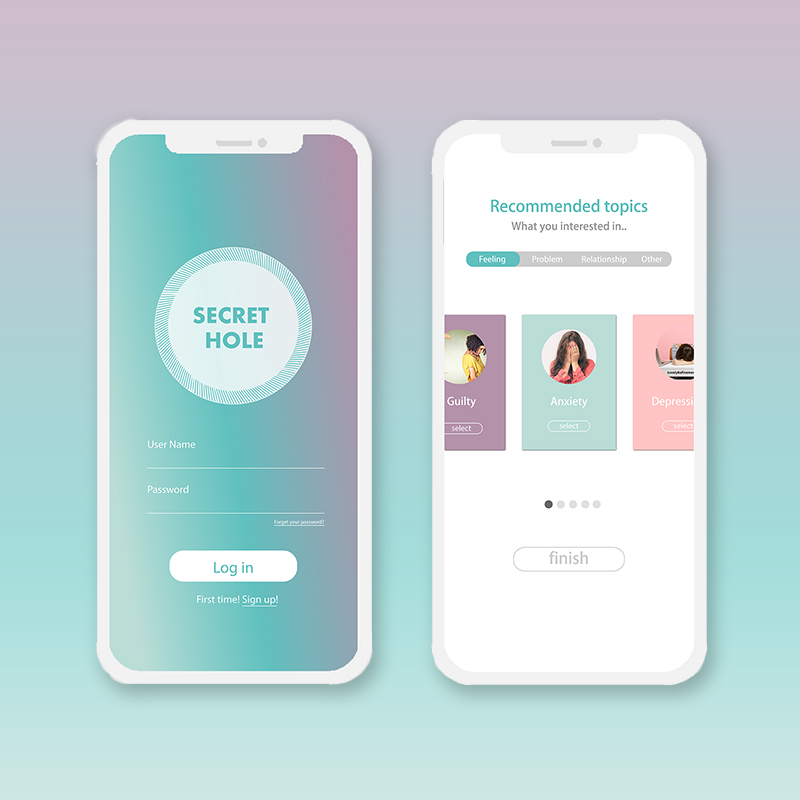 SECRET
HOLE
User Name
Password
Forget your password?
Log in
First time! Sign up!
Recommended topics
What you interested in..
Feeling Problem Relationship Other
Guilty
select
Anxiety
select
Depressi
select
finish